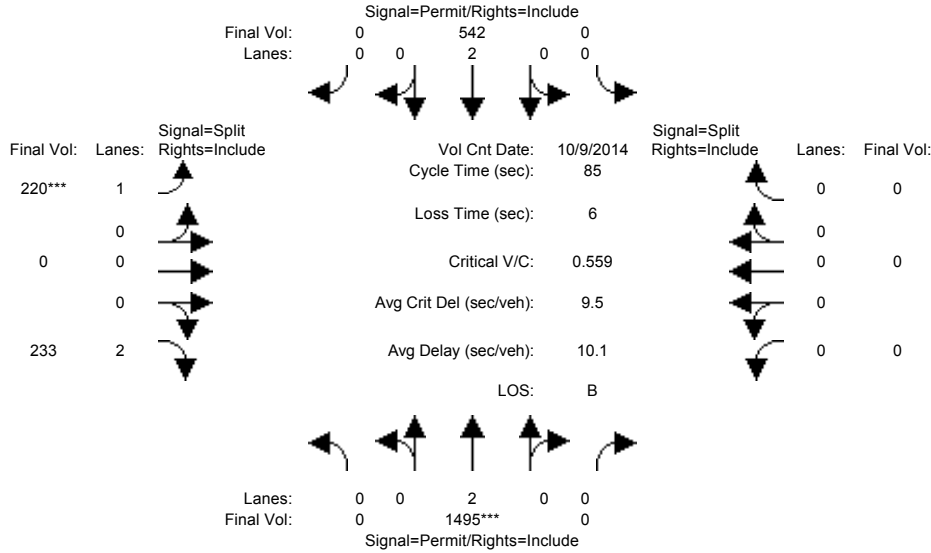 Signal=Permit/Rights=Include
Final Vol: 0 542 0
Lanes: 0 0 2 0 0
Signal=Split Signal=Split
Final Vol: Lanes: Rights=Include Vol Cnt Date: 10/9/2014 Rights=Include Lanes: Final Vol:
Cycle Time (sec): 85
220*** 1 0 0
Loss Time (sec): 6
0 0
0 0 Critical V/C: 0.559 0 0
0 Avg Crit Del (sec/veh): 9.5 0
233 2 Avg Delay (sec/veh): 10.1 0 0
LOS: B
Lanes: 0 0 2 0 0
Final Vol: 0 1495*** 0
Signal=Permit/Rights=Include